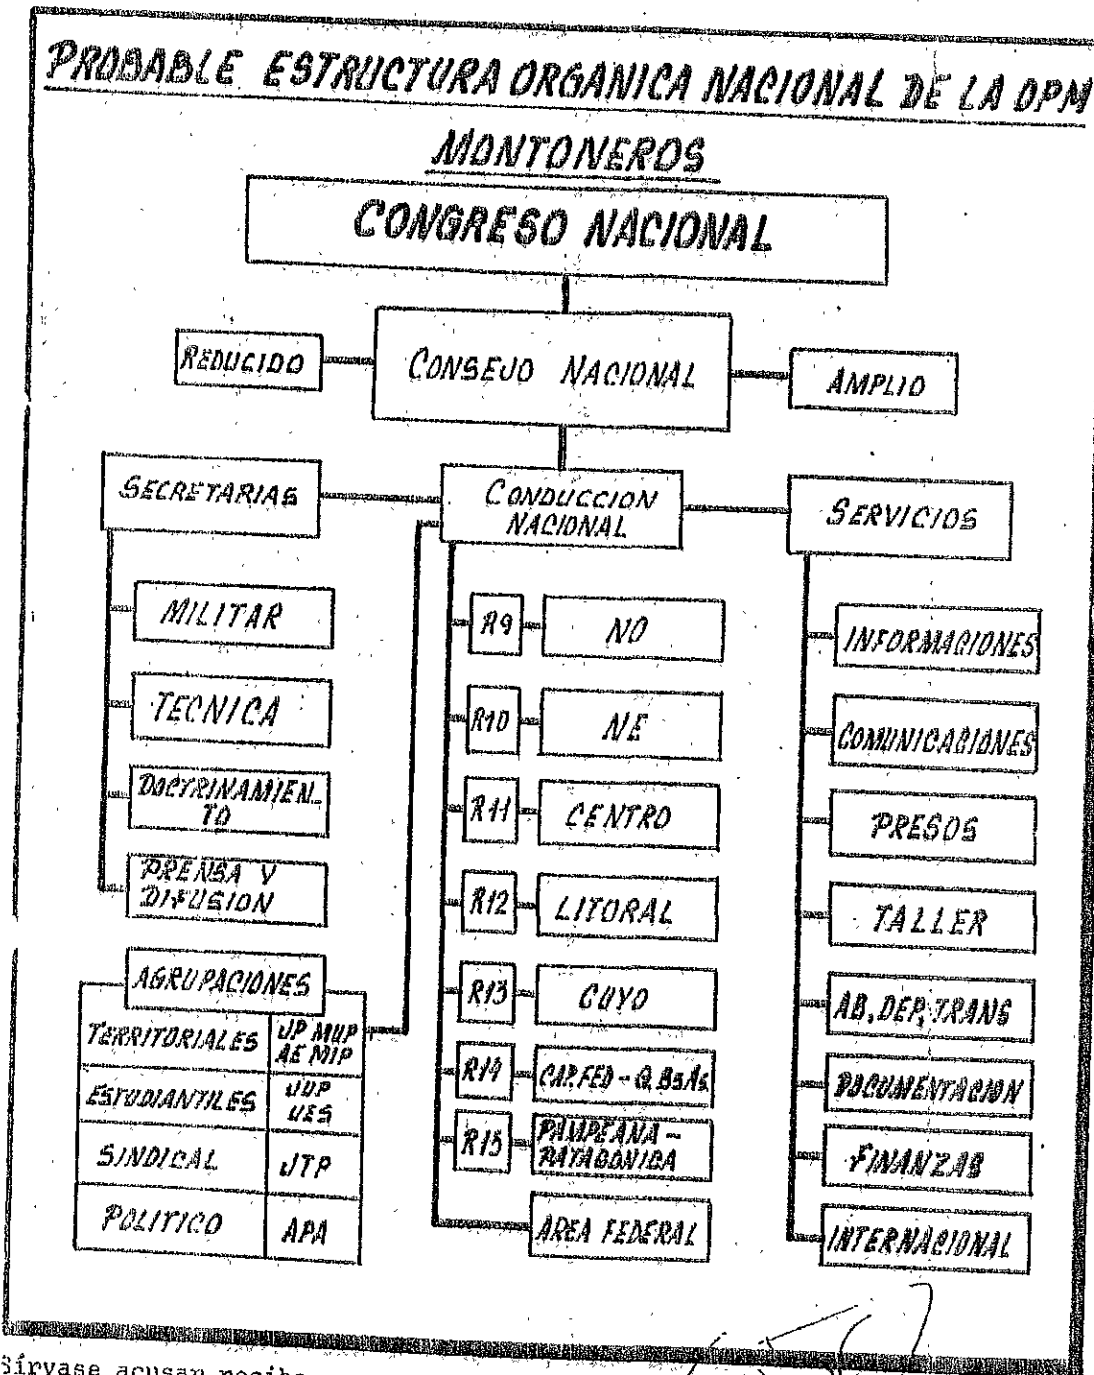 PROBABLE ESTRUCTURA ORGANICA NACIONAL DE LA OPM
MONTONEROS
CONGRESO NACIONAL
REDUCIDO
CONSEJO NACIONAL
AMPLIO
SECRETARIAS
CONDUCCION
NACIONAL
SERVICIOS
MILITAR
TECNICA
DOCTRINAMIEN-
TO
PRENSA Y
DIFUSION
AGRUPACIONES
TERRITORIALES
JP MUP
AE MIP
ESTUDIANTILES
JUP
UES
SINDICAL
JTP
POLITICO
APA
R9
NO
R10
NE
R11
CENTRO
R12
LITORAL
R13
CUYO
R14
CAP.FED - G.BsAs.
R15
PAMPEANA -
PATAGONICA
AREA FEDERAL
INFORMACIONES
COMUNICACIONES
PRESOS
TALLER
AB, DEP, TRANS
DOCUMENTACION
FINANZAS
INTERNACIONAL
Sírvase acusar recibo